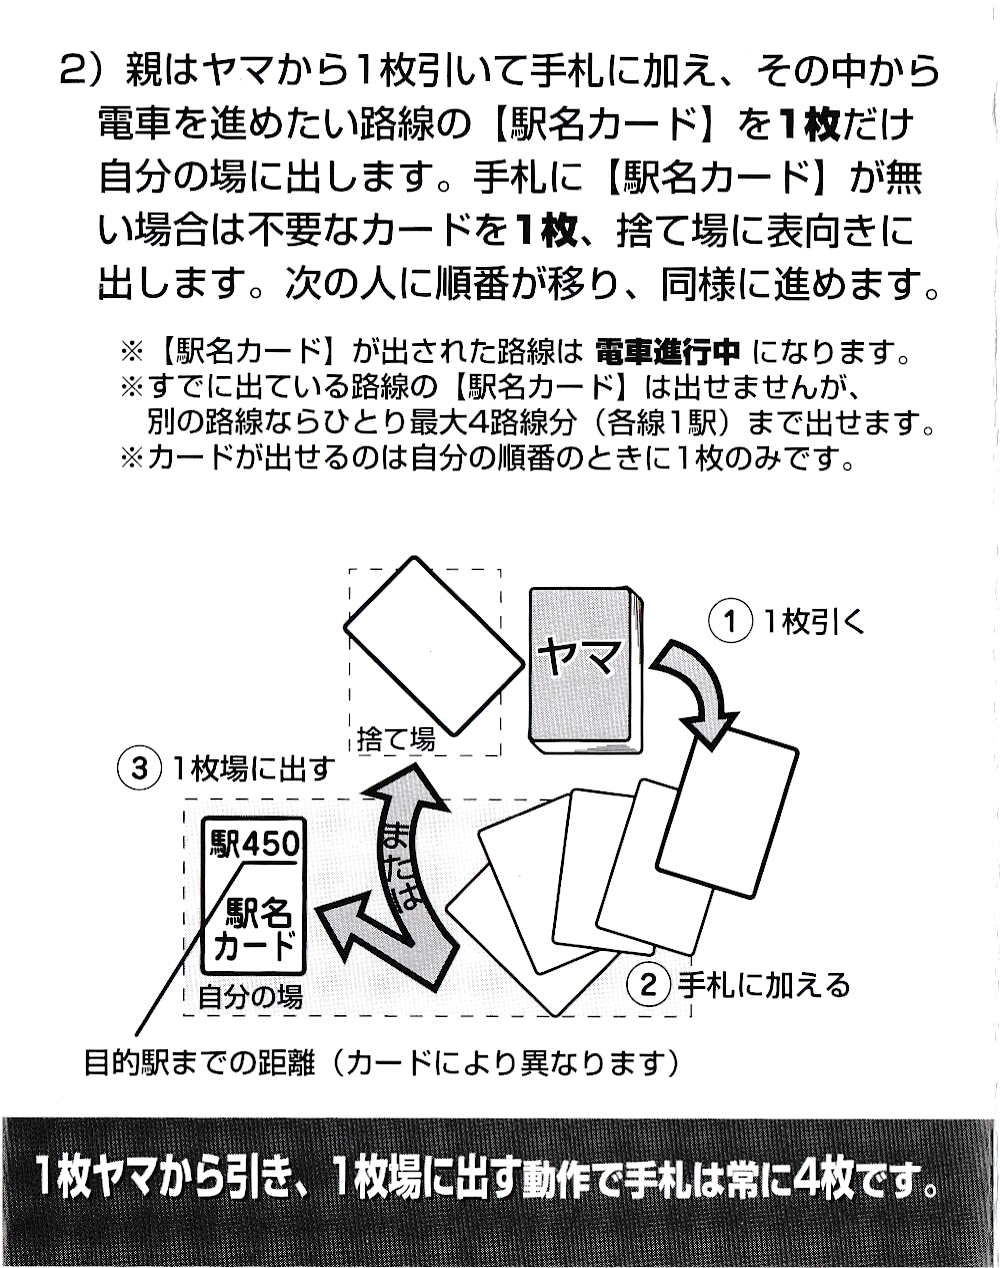 2）親はヤマから1枚引いて手札に加え、その中から
電車を進めたい路線の【駅名カード】を1枚だけ
自分の場に出します。手札に【駅名カード】が無
い場合は不要なカードを1枚、捨て場に表向きに
出します。次の人に順番が移り、同様に進めます。
※【駅名カード】が出された路線は 電車進行中 になります。
※すでに出ている路線の【駅名カード】は出せませんが、
別の路線ならひとり最大4路線分（各線1駅）まで出せます。
※カードが出せるのは自分の順番のときに1枚のみです。
① 1枚引く
ヤマ
捨て場
③ 1枚場に出す
または
駅450
駅名
カード
自分の場
② 手札に加える
目的駅までの距離（カードにより異なります）
1枚ヤマから引き、1枚場に出す動作で手札は常に4枚です。